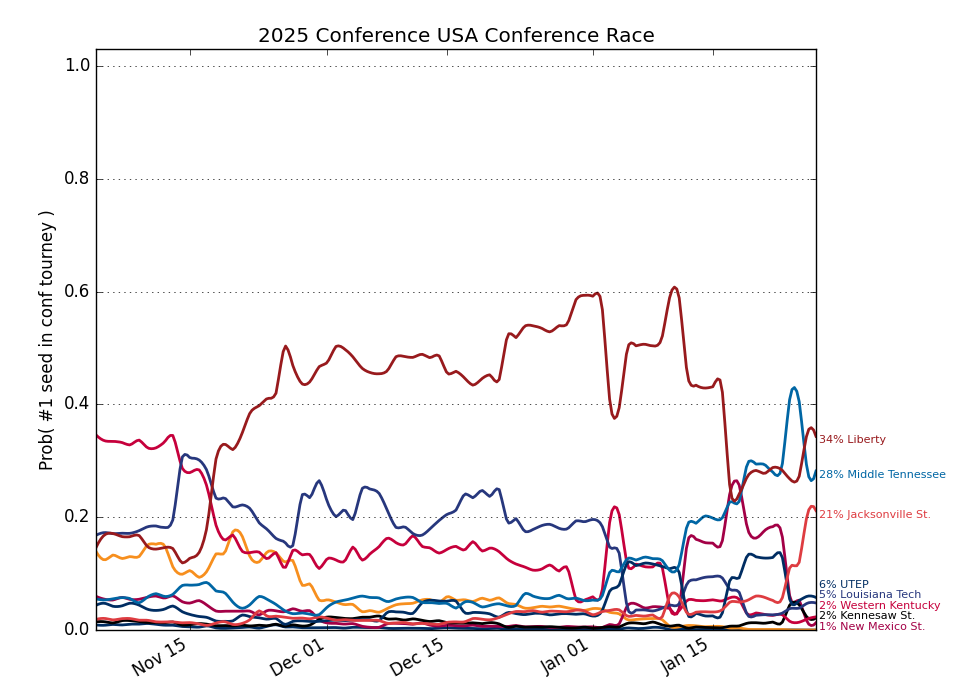 2025 Conference USA Conference Race
Prob( #1 seed in conf tourney )
1.0
0.8
0.6
0.4
0.2
0.0
Nov 15
Dec 01
Dec 15
Jan 01
Jan 15
34% Liberty
28% Middle Tennessee
21% Jacksonville St.
6% UTEP
5% Louisiana Tech
2% Western Kentucky
2% Kennesaw St.
1% New Mexico St.